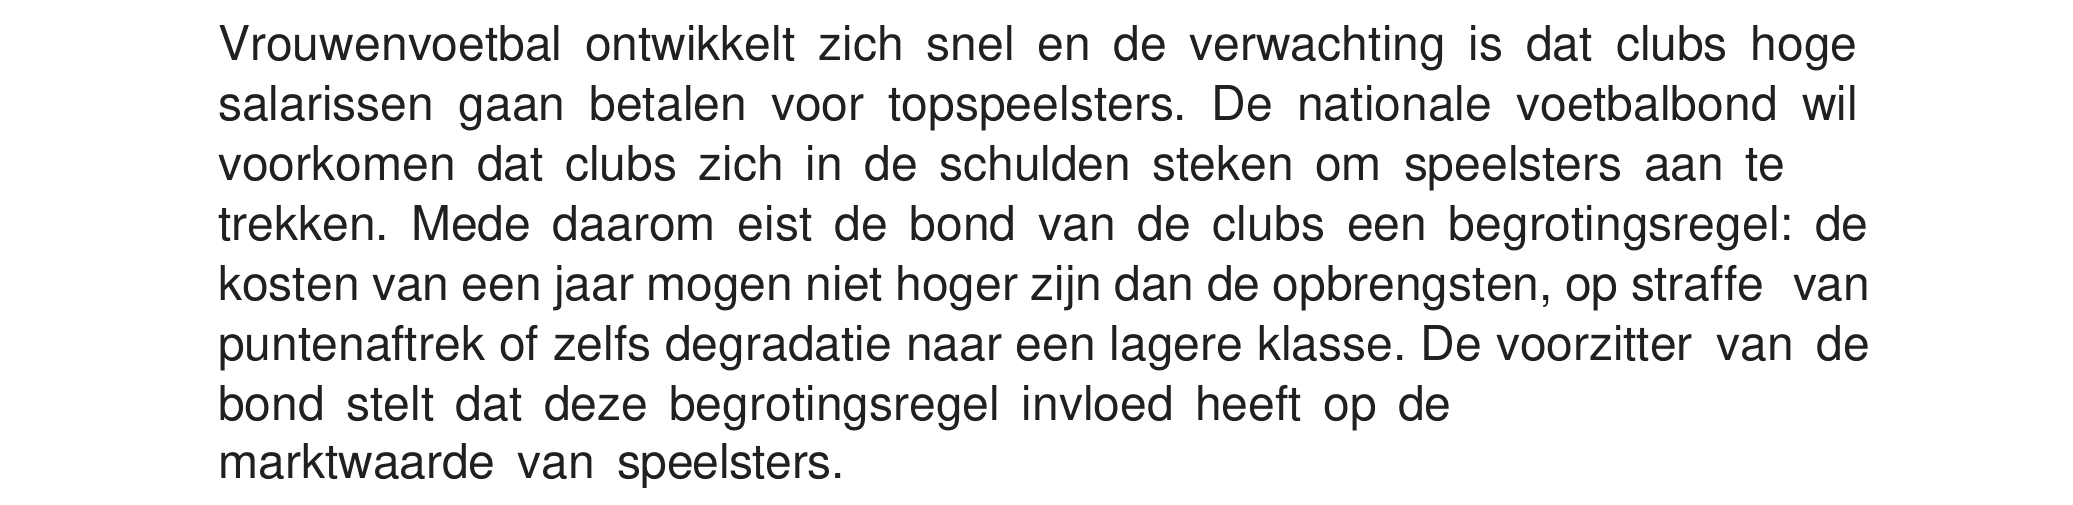 Vrouwenvoetbal ontwikkelt zich snel en de verwachting is dat clubs hoge
salarissen gaan betalen voor topspeelsters. De nationale voetbalbond wil
voorkomen dat clubs zich in de schulden steken om speelsters aan te
trekken. Mede daarom eist de bond van de clubs een begrotingsregel: de
kosten van een jaar mogen niet hoger zijn dan de opbrengsten, op straffe van
puntenaftrek of zelfs degradatie naar een lagere klasse. De voorzitter van de
bond stelt dat deze begrotingsregel invloed heeft op de
marktwaarde van speelsters.